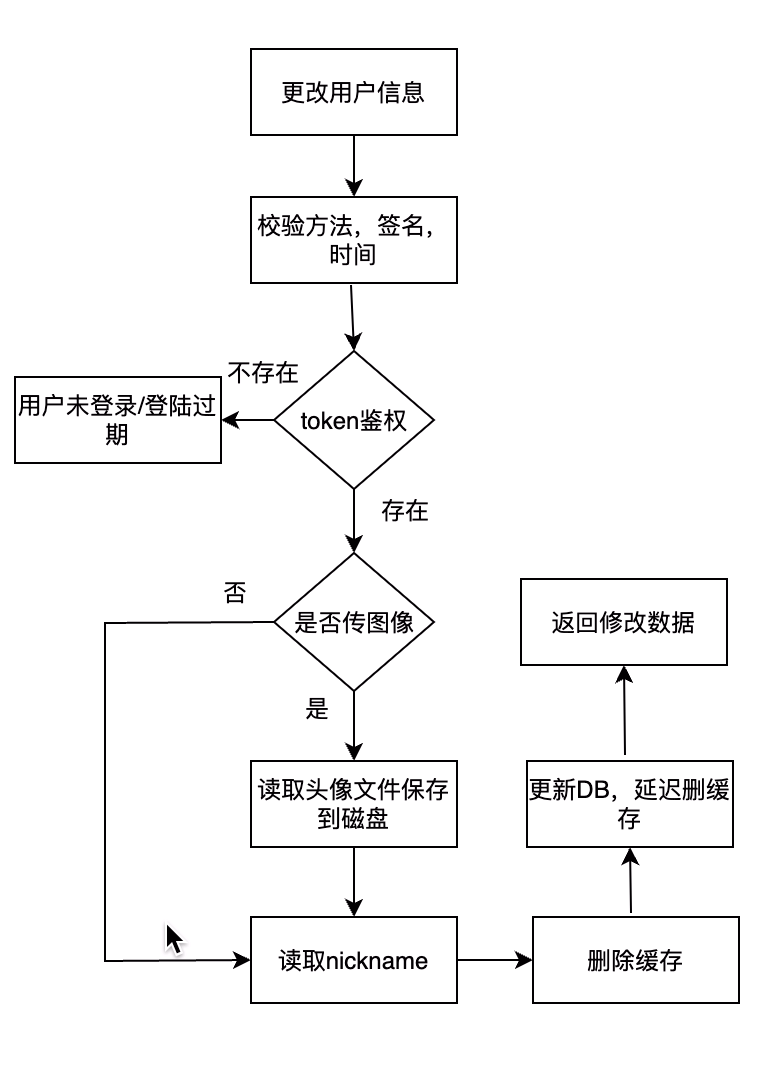 更改用户信息
校验方法，签名，
时间
不存在
用户未登录/登陆过
期
token鉴权
存在
否
是否传图像
返回修改数据
是
读取头像文件保存
到磁盘
更新DB，延迟删缓
存
读取nickname
删除缓存